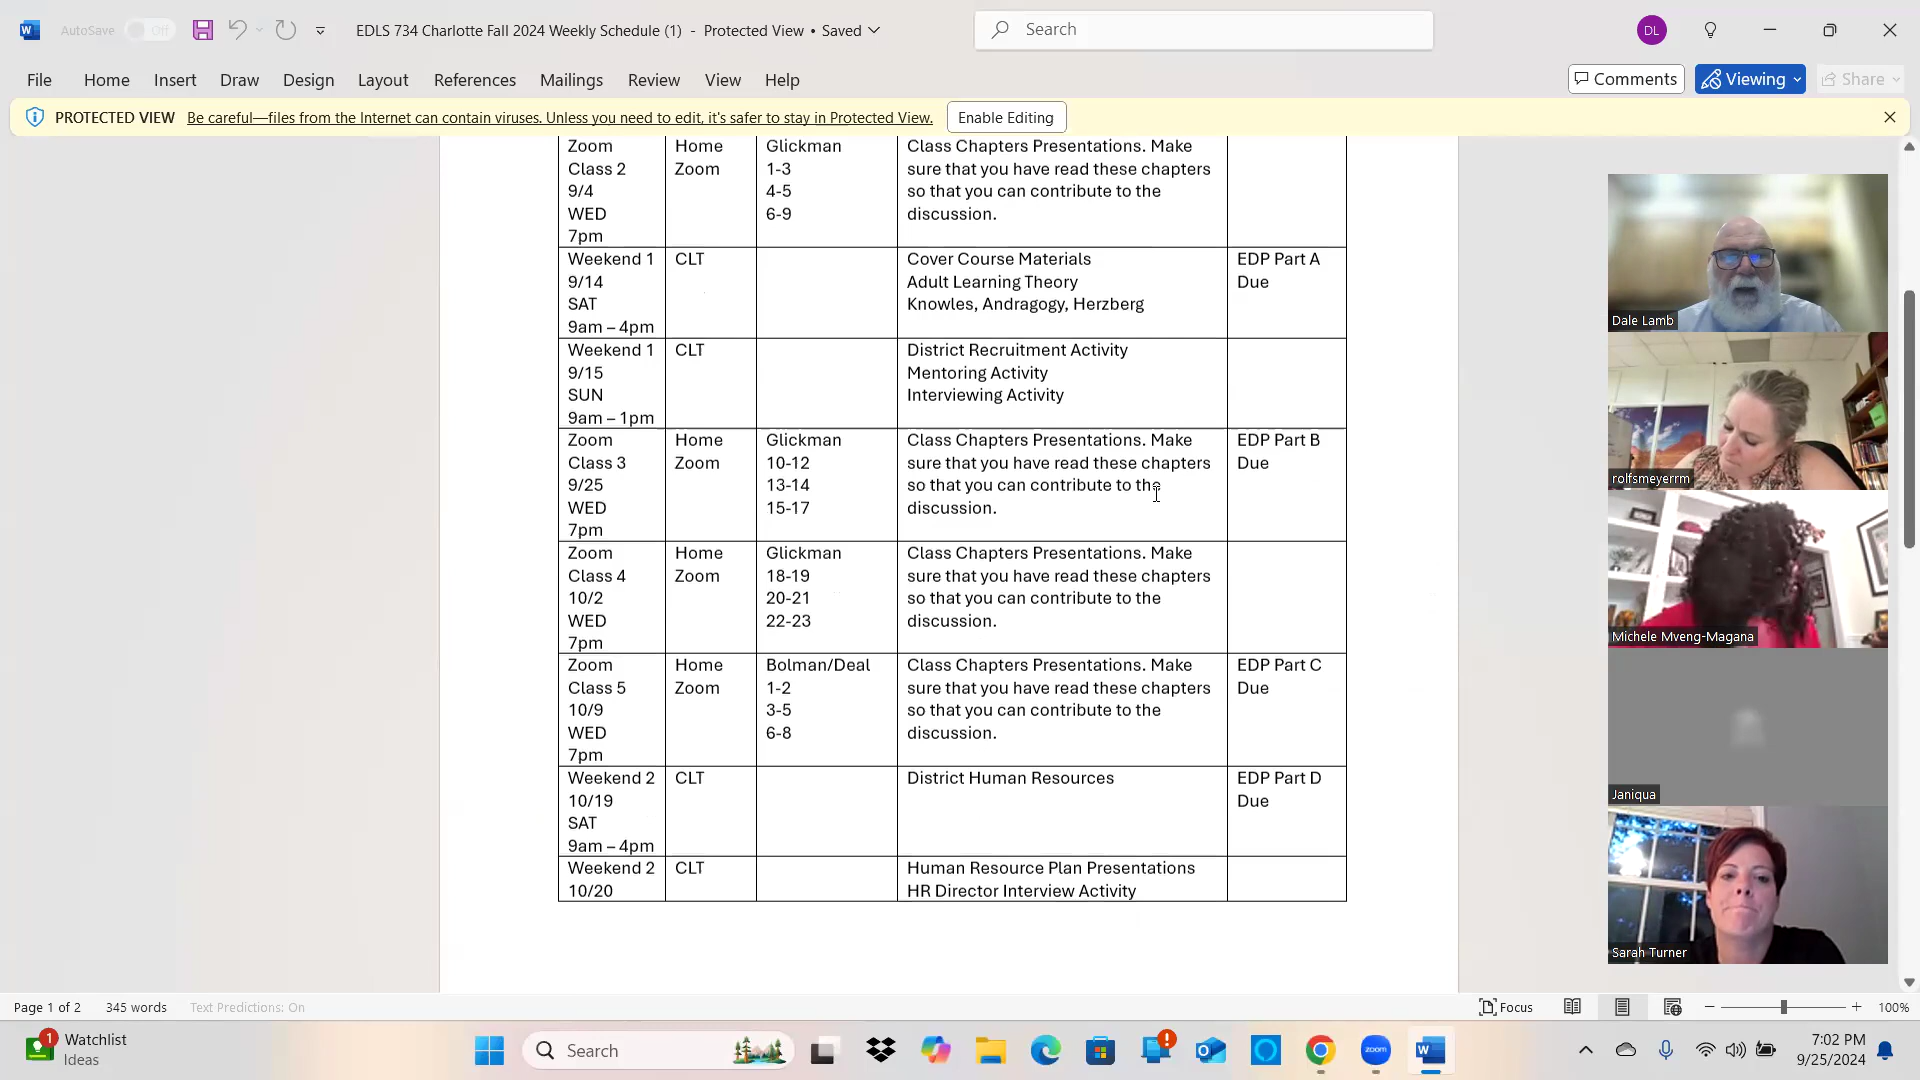 AutoSave Off
EDLS 734 Charlotte Fall 2024 Weekly Schedule (1) - Protected View • Saved
Search
DL
File Home Insert Draw Design Layout References Mailings Review View Help
Comments
Viewing
Share
PROTECTED VIEW Be careful—files from the Internet can contain viruses. Unless you need to edit, it's safer to stay in Protected View.
Enable Editing
Zoom
Class 2
9/4
WED
7pm
Home
Zoom
Glickman
1-3
4-5
6-9
Class Chapters Presentations. Make
sure that you have read these chapters
so that you can contribute to the
discussion.
Weekend 1
9/14
SAT
9am – 4pm
CLT
Cover Course Materials
Adult Learning Theory
Knowles, Andragogy, Herzberg
EDP Part A
Due
Weekend 1
9/15
SUN
9am – 1pm
CLT
District Recruitment Activity
Mentoring Activity
Interviewing Activity
Zoom
Class 3
9/25
WED
7pm
Home
Zoom
Glickman
10-12
13-14
15-17
Class Chapters Presentations. Make
sure that you have read these chapters
so that you can contribute to the
discussion.
EDP Part B
Due
Zoom
Class 4
10/2
WED
7pm
Home
Zoom
Glickman
18-19
20-21
22-23
Class Chapters Presentations. Make
sure that you have read these chapters
so that you can contribute to the
discussion.
Zoom
Class 5
10/9
WED
7pm
Home
Zoom
Bolman/Deal
1-2
3-5
6-8
Class Chapters Presentations. Make
sure that you have read these chapters
so that you can contribute to the
discussion.
EDP Part C
Due
Weekend 2
10/19
SAT
9am – 4pm
CLT
District Human Resources
EDP Part D
Due
Weekend 2
10/20
CLT
Human Resource Plan Presentations
HR Director Interview Activity
Dale Lamb
rolfsmeyerrm
Michele Mveng-Magana
Janiqua
Sarah Turner
Page 1 of 2
345 words
Text Predictions: On
Focus
100%
1
Watchlist
Ideas
Search
zoom
7:02 PM
9/25/2024